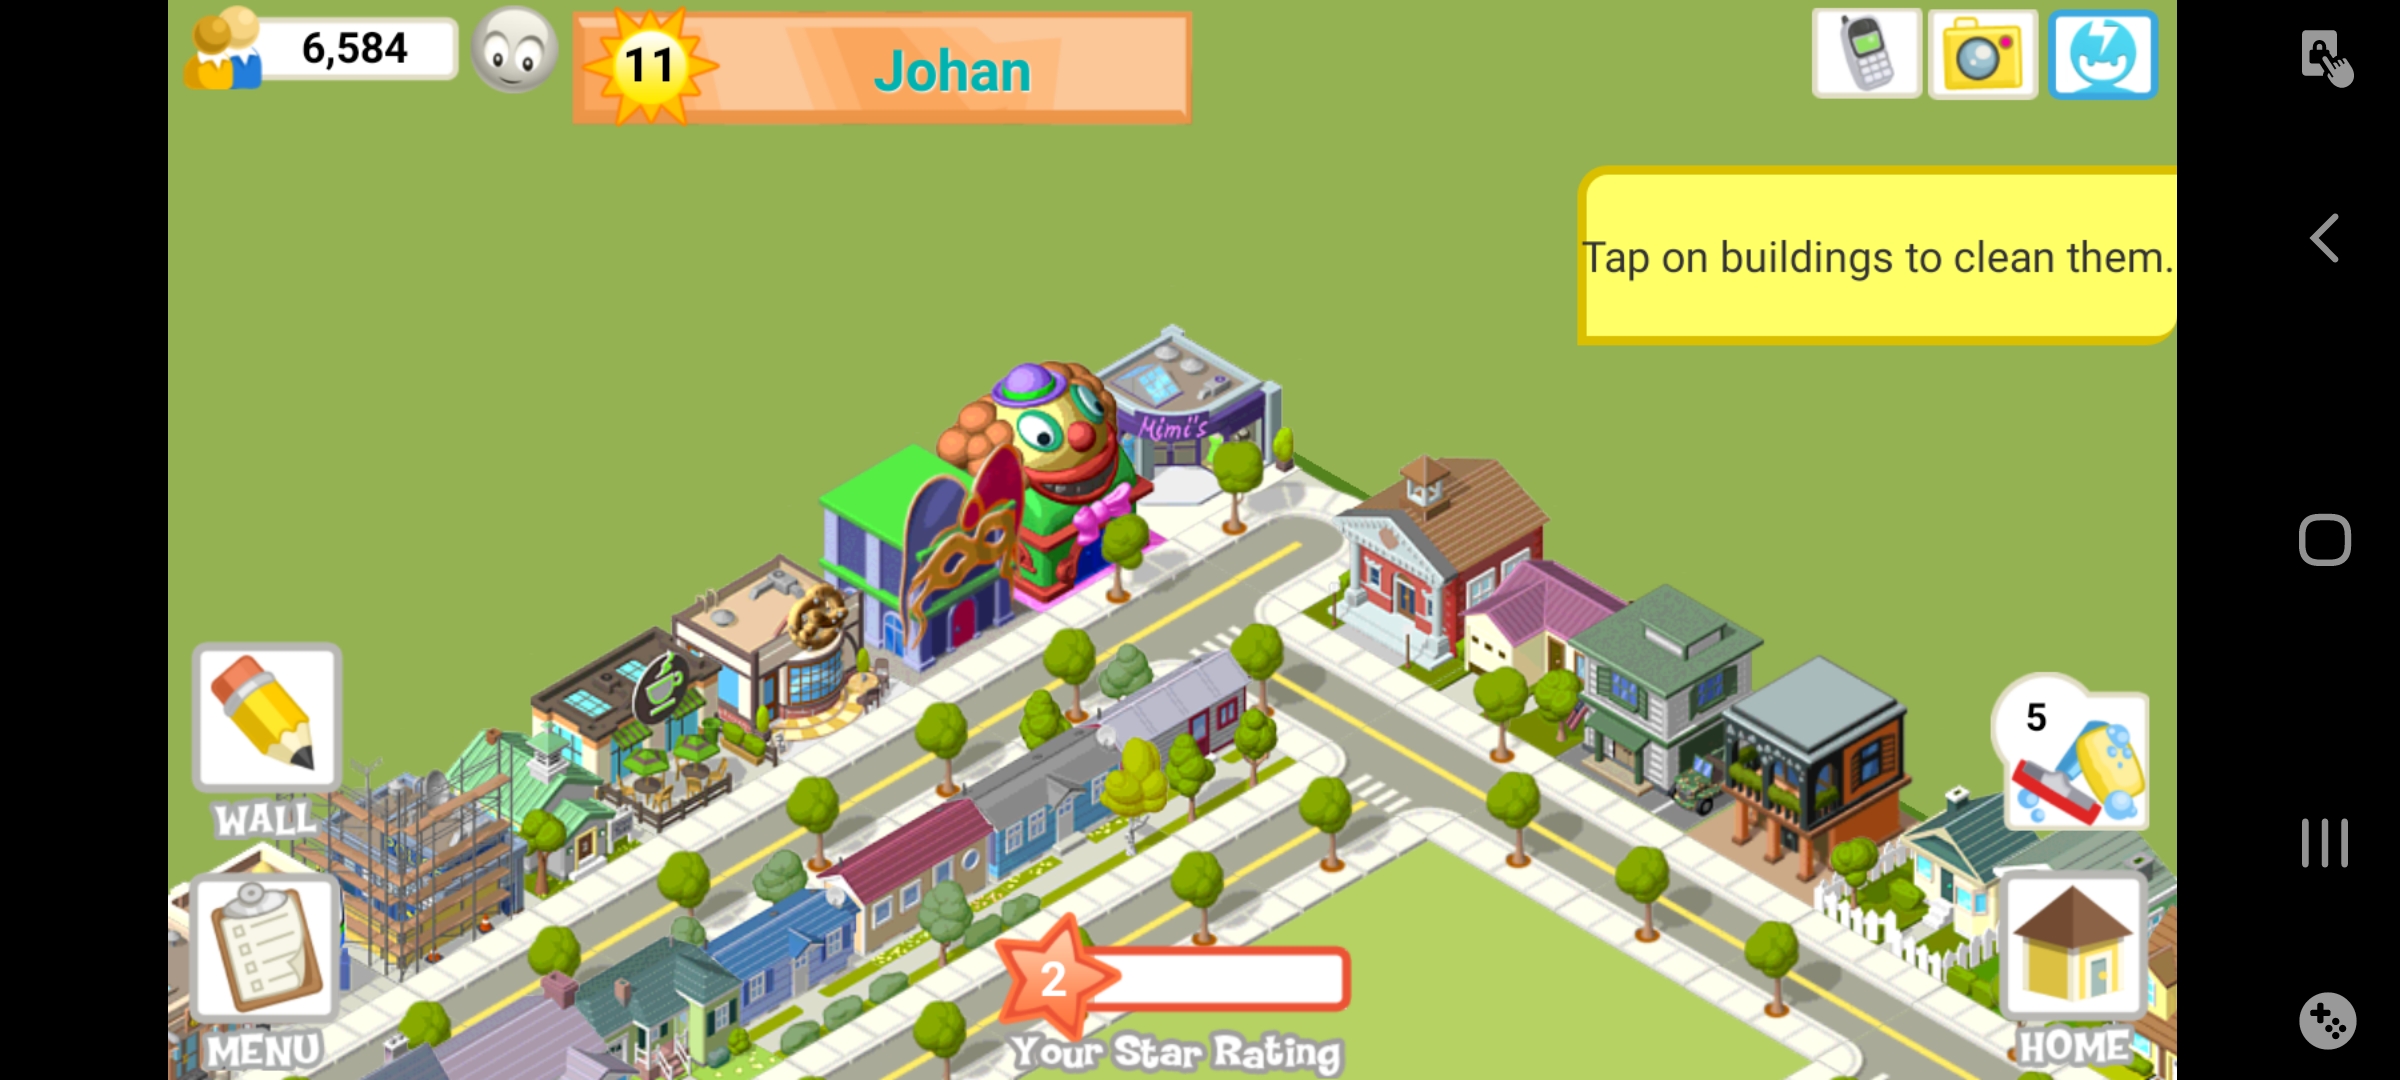 6,584
11
Johan
Tap on buildings to clean them.
Mimi's
WALL
5
2
MENU
Your Star Rating
HOME